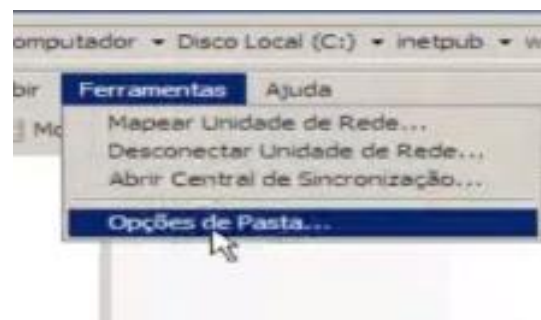 omputador ▾ Disco Local (C:) ▾ inetpub ▾ w
bir Ferramentas Ajuda
Mo Mapear Unidade de Rede...
Desconectar Unidade de Rede...
Abrir Central de Sincronização...
Opções de Pasta...